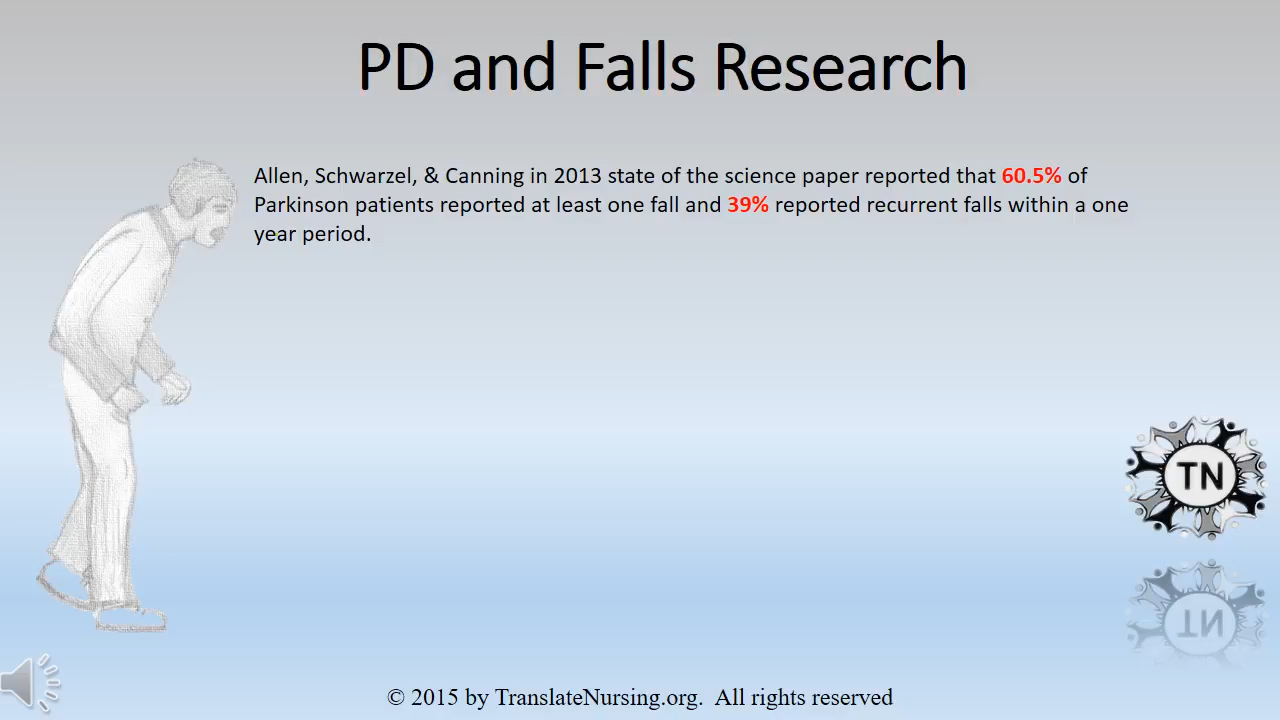 PD and Falls Research
Allen, Schwarzel, & Canning in 2013 state of the science paper reported that 60.5% of
Parkinson patients reported at least one fall and 39% reported recurrent falls within a one
year period.
TN
TN
© 2015 by TranslateNursing.org. All rights reserved